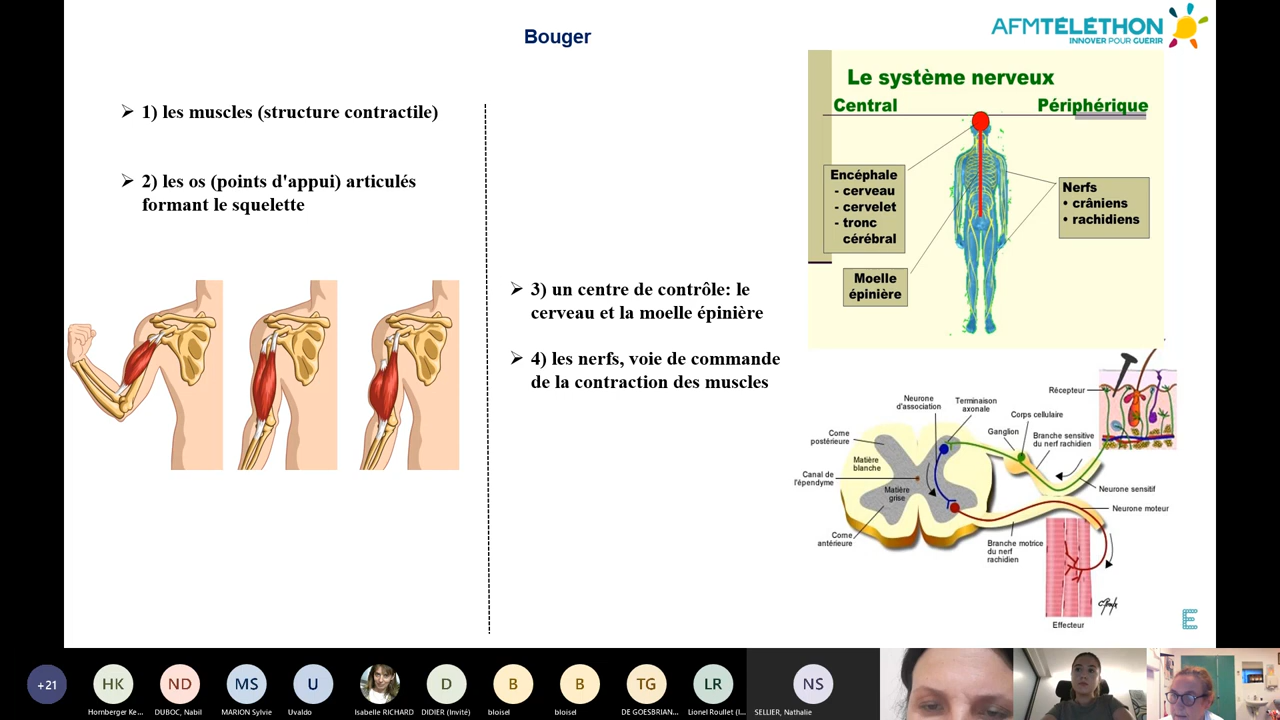 Bouger
AFMTÉLÉTHON
INNOVER POUR GUÉRIR
➢ 1) les muscles (structure contractile)
➢ 2) les os (points d'appui) articulés
formant le squelette
➢ 3) un centre de contrôle: le
cerveau et la moelle épinière
➢ 4) les nerfs, voie de commande
de la contraction des muscles
Le système nerveux
Central
Périphérique
Encéphale
- cerveau
- cervelet
- tronc
cérébral
Moelle
épinière
Nerfs
• crâniens
• rachidiens
Récepteur
Neurone
d'association
Terminaison
axonale
Corps cellulaire
Ganglion
Branche sensitive
du nerf rachidien
Corne
postérieure
Matière
blanche
Canal de
l'épendyme
Matière
grise
Neurone sensitif
Neurone moteur
Corne
antérieure
Branche motrice
du nerf
rachidien
Effecteur
E
+21
HK
ND
MS
U
D
B
B
TG
LR
NS
Hornberger Ke...
DUBOC, Nabil
MARION Sylvie
Uvaldo
Isabelle RICHARD
DIDIER (Invité)
bloisel
bloisel
DE GOESBRIAN...
Lionel Roullet (I...
SELLIER, Nathalie